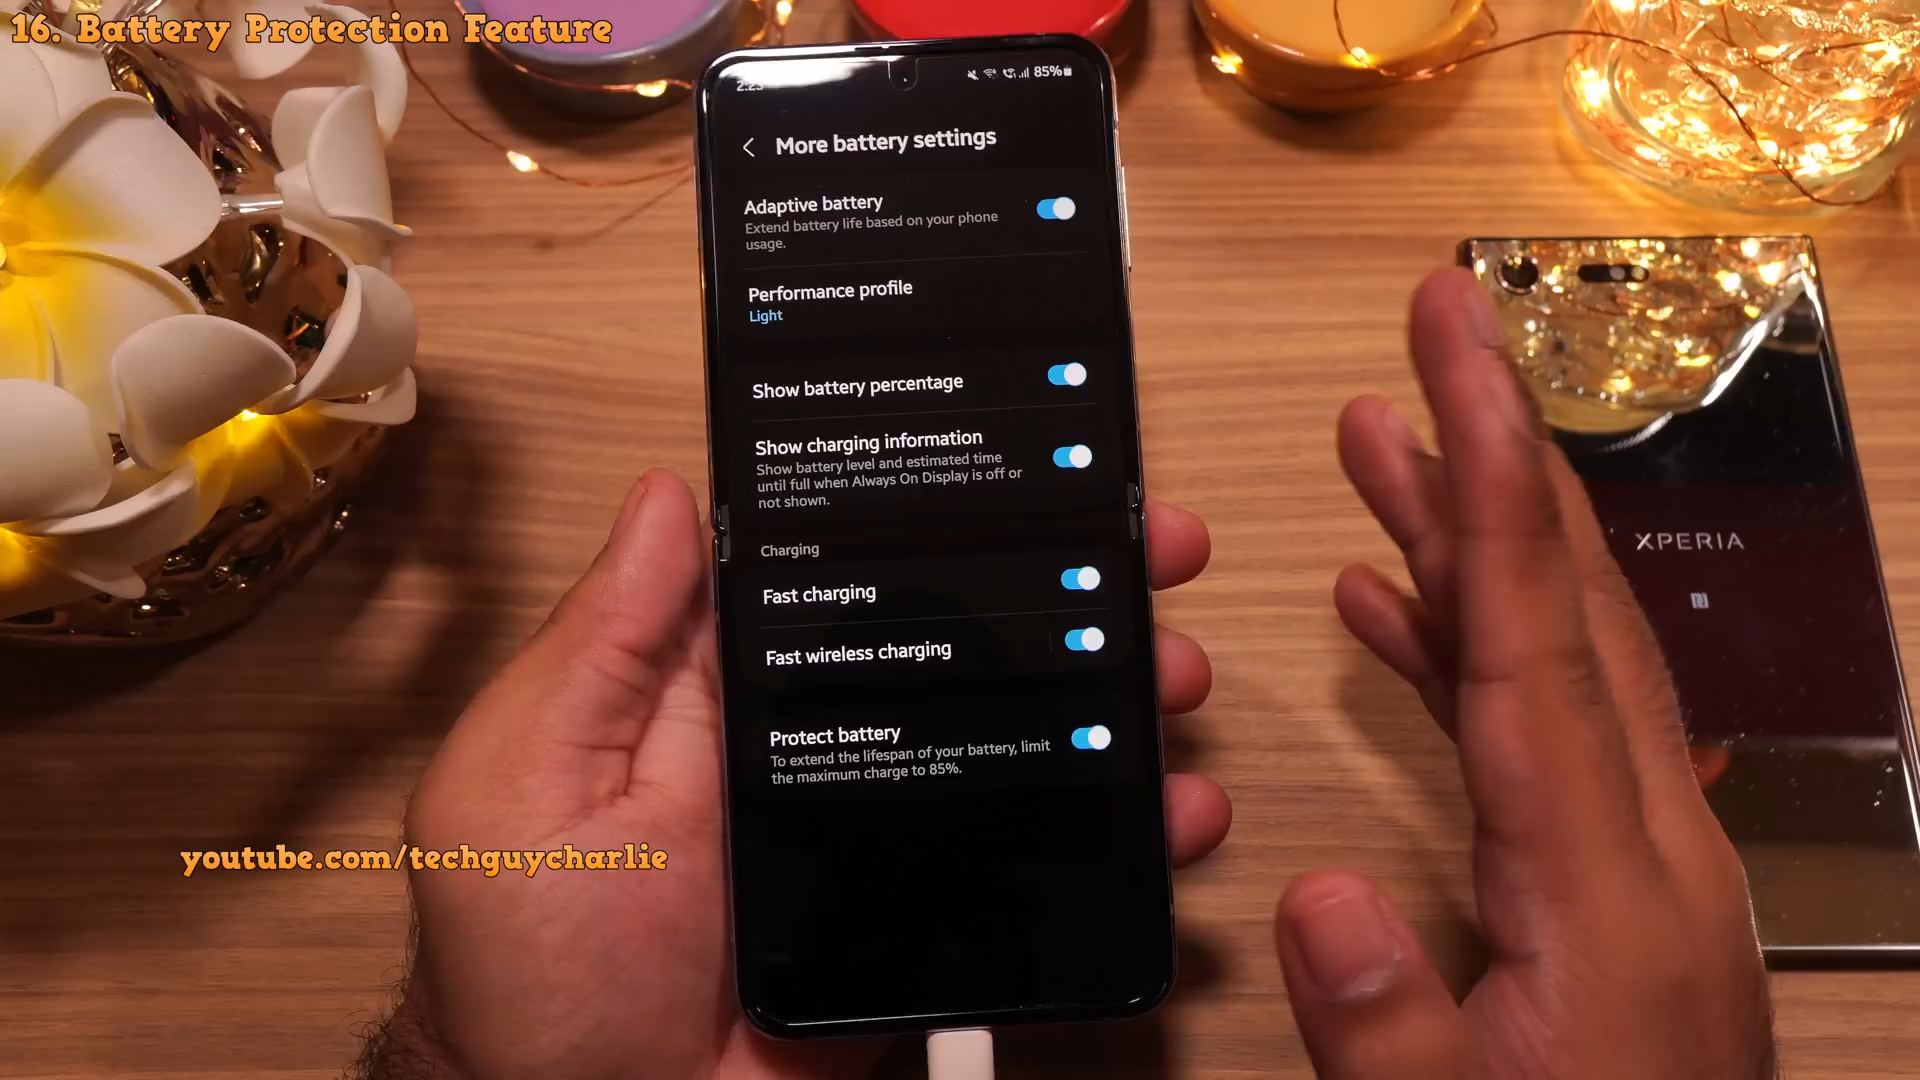 16. Battery Protection Feature
2:23
85%
More battery settings
Adaptive battery
Extend battery life based on your phone
usage.
Performance profile
Light
Show battery percentage
Show charging information
Show battery level and estimated time
until full when Always On Display is off or
not shown.
Charging
Fast charging
Fast wireless charging
Protect battery
To extend the lifespan of your battery, limit
the maximum charge to 85%.
XPERIA
youtube.com/techguycharlie